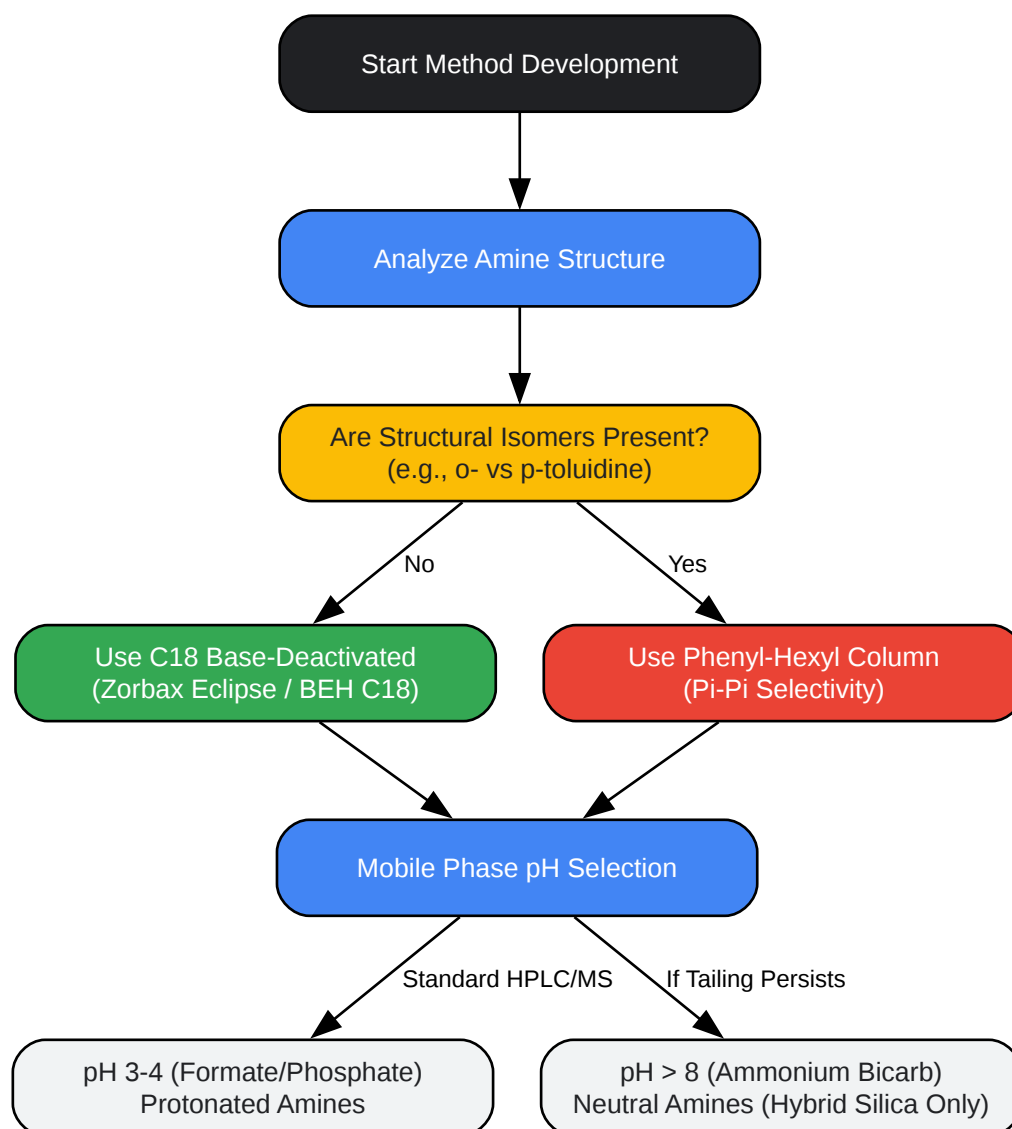 Start Method Development
Analyze Amine Structure
Are Structural Isomers Present?
(e.g., o- vs p-toluidine)
No
Yes
Use C18 Base-Deactivated
(Zorbax Eclipse / BEH C18)
Use Phenyl-Hexyl Column
(Pi-Pi Selectivity)
Mobile Phase pH Selection
Standard HPLC/MS
If Tailing Persists
pH 3-4 (Formate/Phosphate)
Protonated Amines
pH > 8 (Ammonium Bicarb)
Neutral Amines (Hybrid Silica Only)